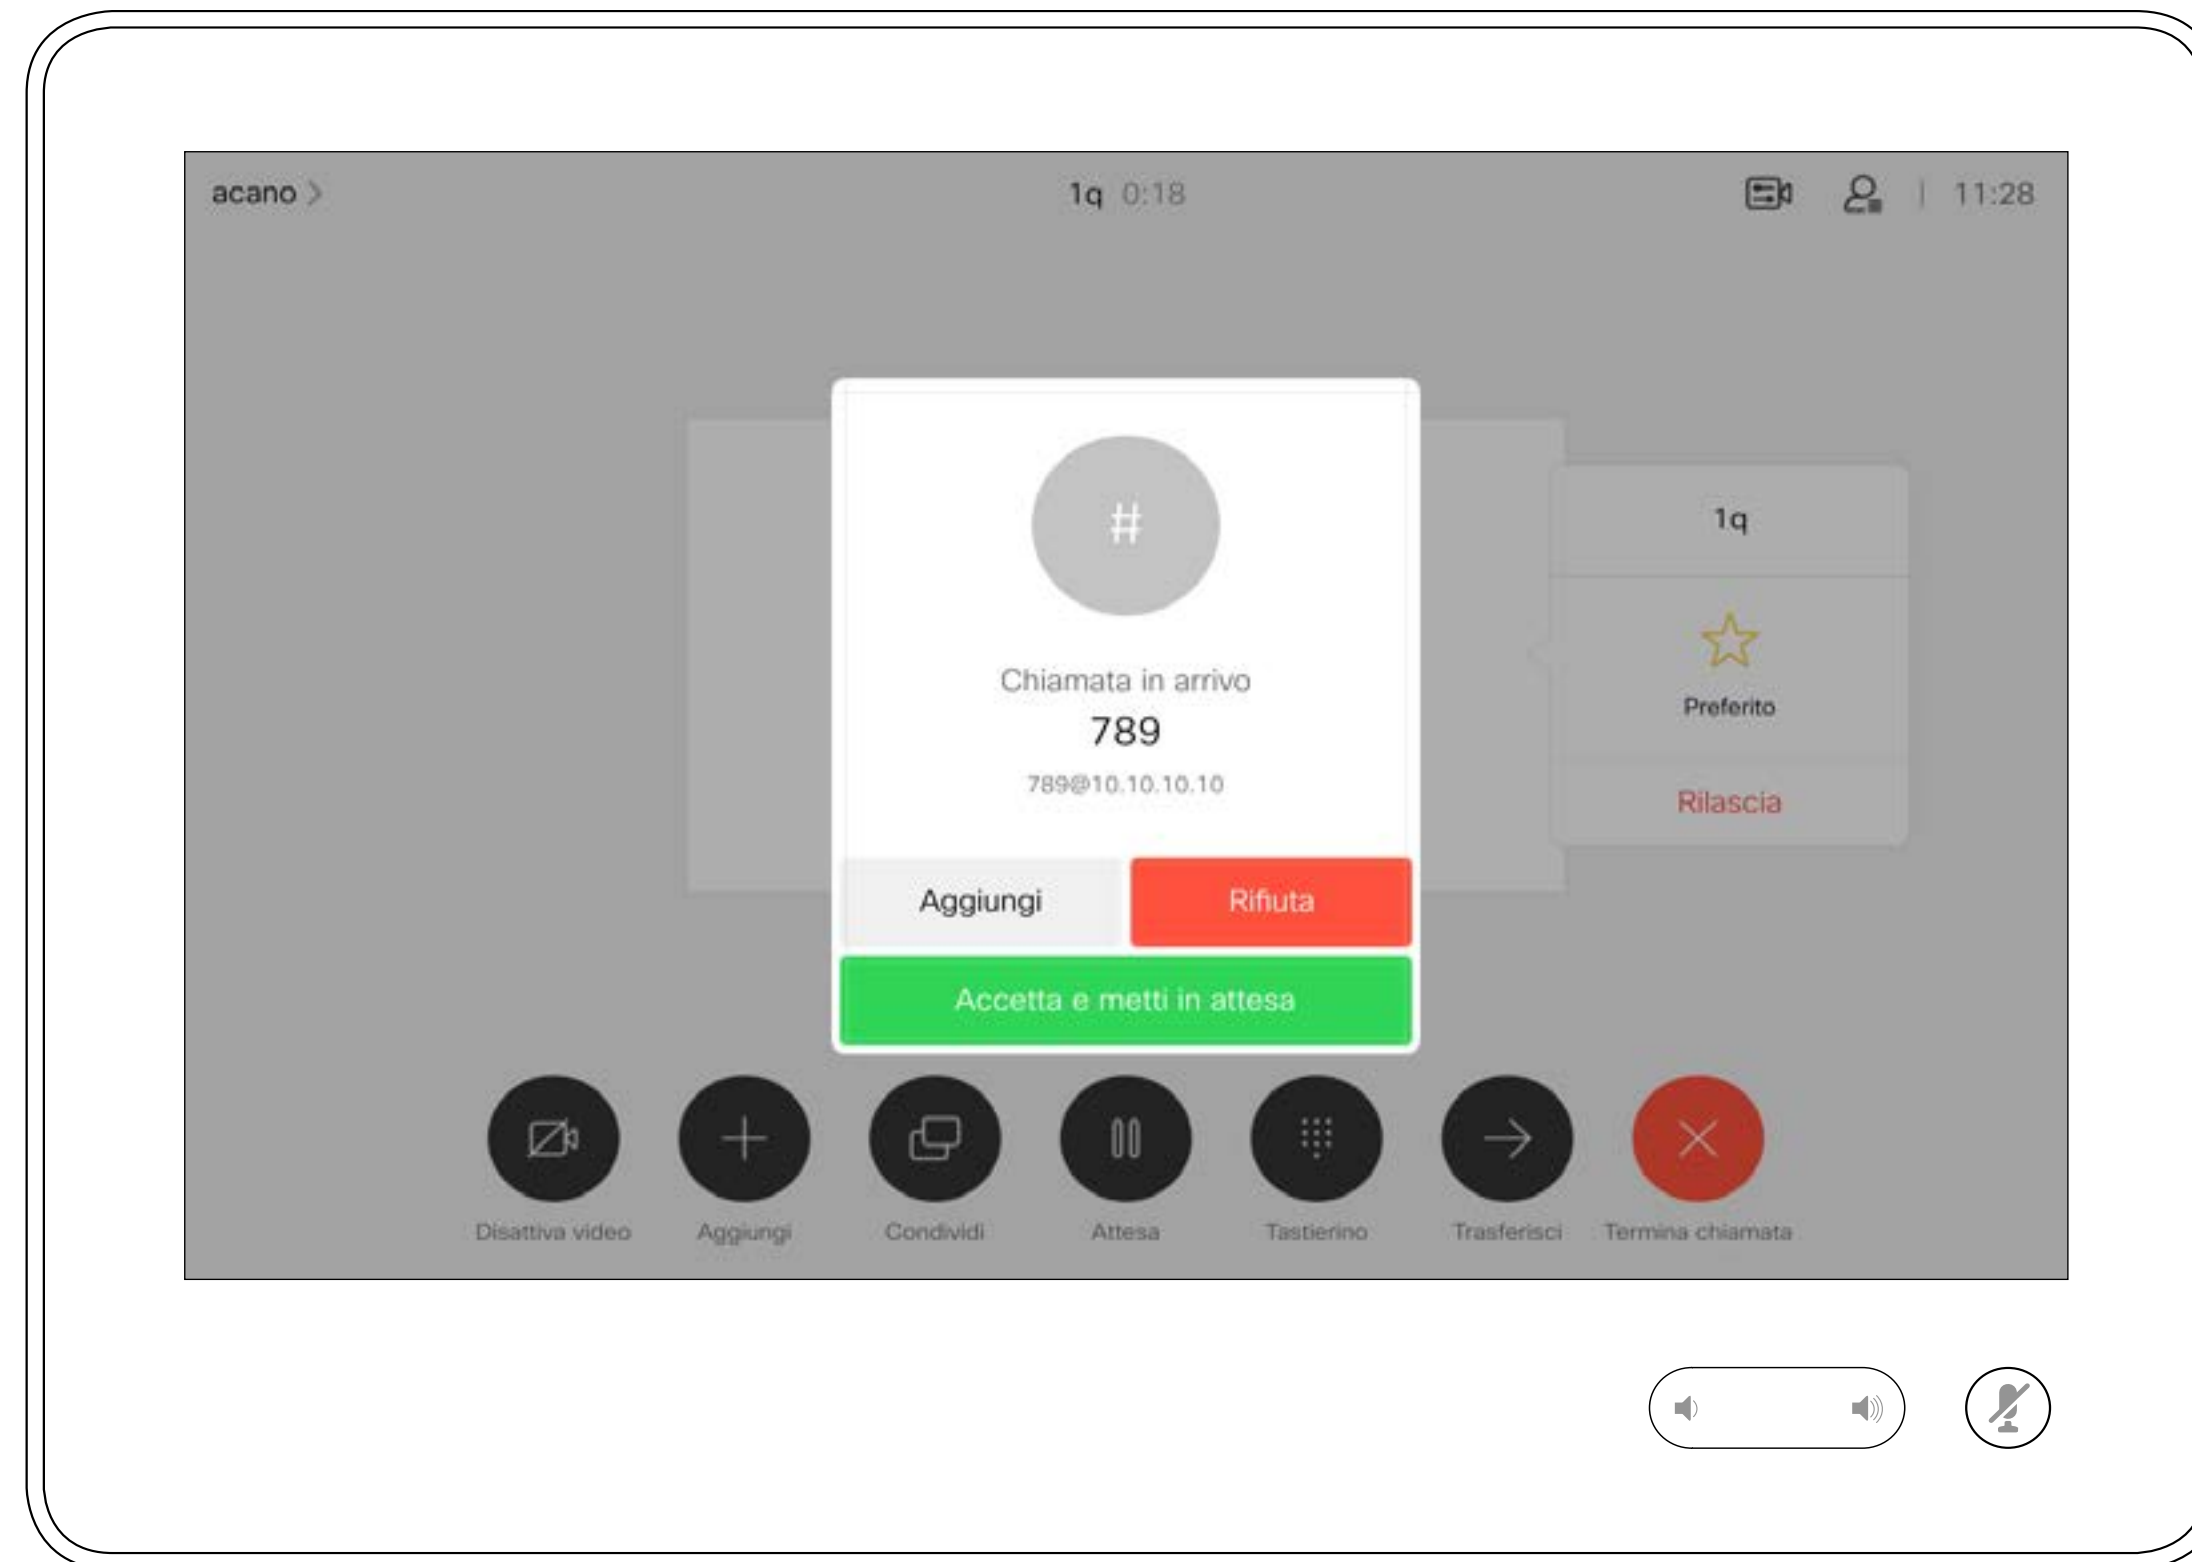 acano
1q 0:18
11:28
#
Chiamata in arrivo
789
789@10.10.10.10
Aggiungi
Rifiuta
Accetta e metti in attesa
1q
Preferito
Rilascia
Disattiva video
Aggiungi
Condividi
Attesa
Tastierino
Trasferisci
Termina chiamata